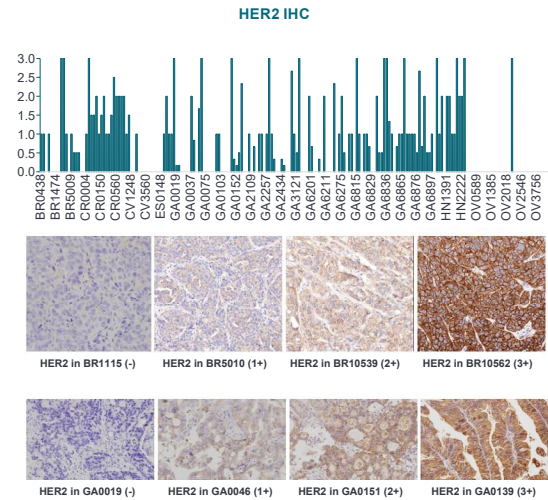 HER2 IHC
3.0
2.5
2.0
1.5
1.0
0.5
0.0
BR0438
BR1474
BR5009
CR0004
CR0150
CR0560
CV1248
CV3560
ES0148
GA0019
GA0075
GA0103
GA0152
GA2109
GA2257
GA2434
GA3121
GA6201
GA6211
GA6275
GA6815
GA6829
GA6836
GA6865
GA6876
GA6897
HN1391
HN2222
OV0589
OV1385
OV2018
OV2546
OV3756
HER2 in BR1115 (-) HER2 in BR5010 (1+) HER2 in BR10539 (2+) HER2 in BR10562 (3+)
HER2 in GA0019 (-) HER2 in GA0046 (1+) HER2 in GA0151 (2+) HER2 in GA0139 (3+)